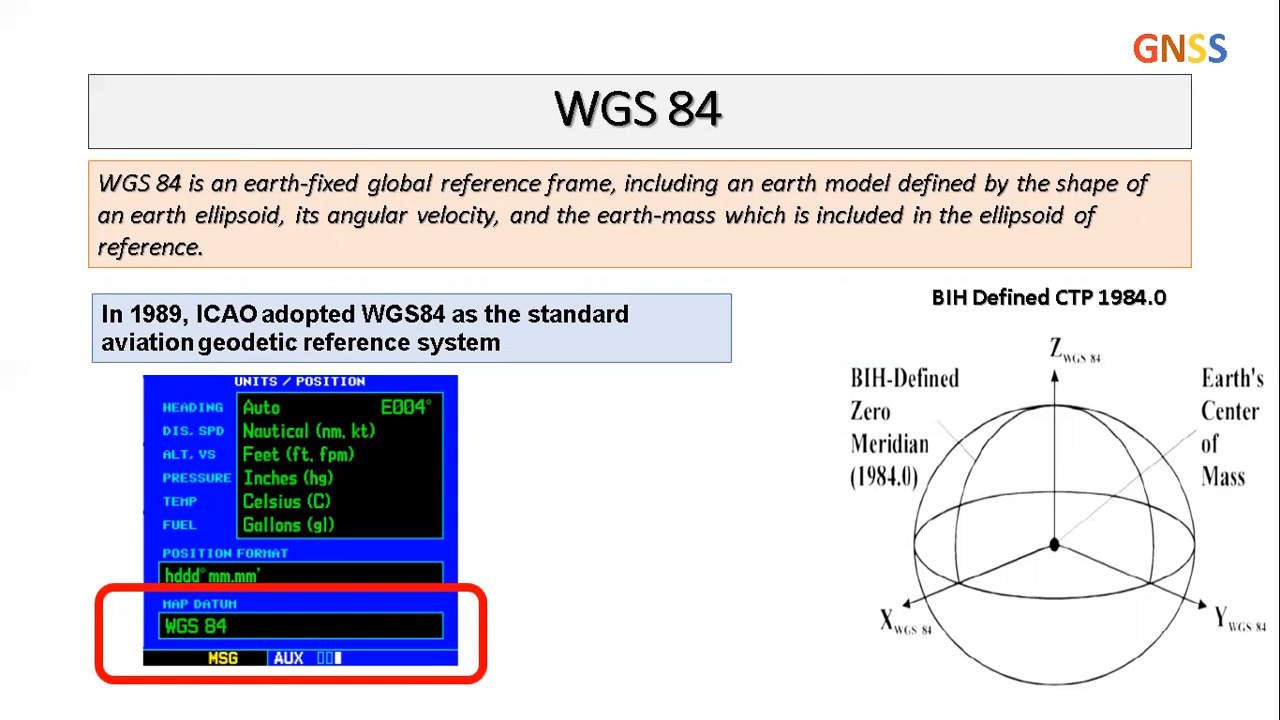 GNSS
WGS 84
WGS 84 is an earth-fixed global reference frame, including an earth model defined by the shape of
an earth ellipsoid, its angular velocity, and the earth-mass which is included in the ellipsoid of
reference.
In 1989, ICAO adopted WGS84 as the standard
aviation geodetic reference system
UNITS / POSITION
HEADING Auto E004°
DIS, SPD Nautical (nm, kt)
ALT, VS Feet (ft, fpm)
PRESSURE Inches (hg)
TEMP Celsius (C)
FUEL Gallons (gl)
POSITION FORMAT
hddd°mm.mm'
MAP DATUM
WGS 84
MSG AUX
BIH Defined CTP 1984.0
Z WGS 84
BIH-Defined
Zero
Meridian
(1984.0)
Earth's
Center
of
Mass
X WGS 84
Y WGS 84